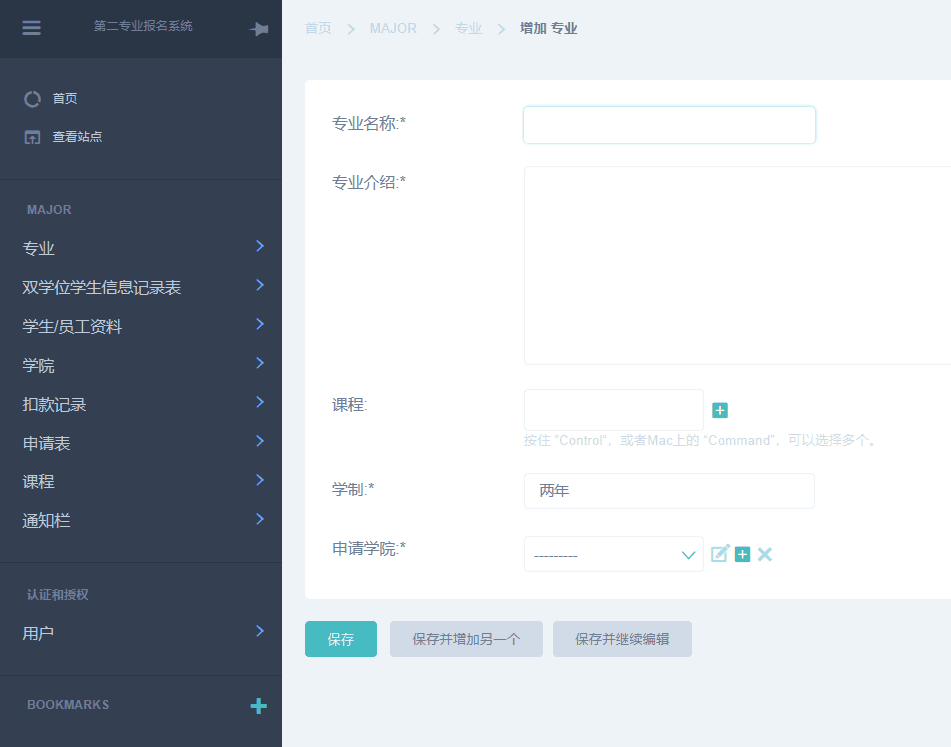 第二专业报名系统
首页
查看站点
MAJOR
专业
双学位学生信息记录表
学生/员工资料
学院
扣款记录
申请表
课程
通知栏
认证和授权
用户
BOOKMARKS
首页 MAJOR 专业 增加 专业
专业名称:*
专业介绍:*
课程:
按住 "Control"，或者Mac上的 "Command"，可以选择多个。
学制:* 两年
申请学院:* ---------
保存 保存并增加另一个 保存并继续编辑